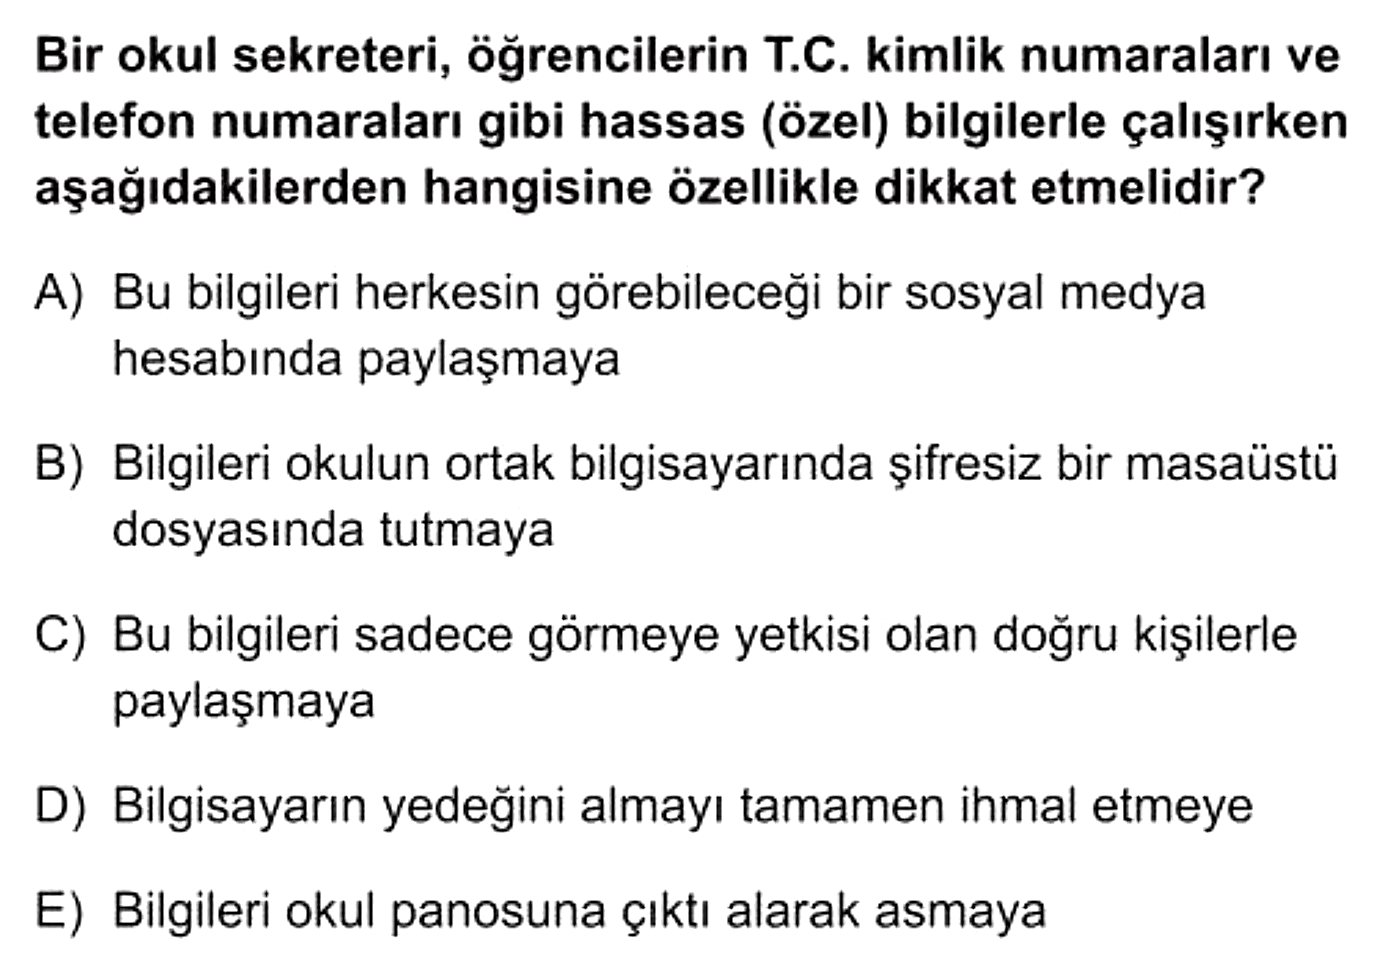 Bir okul sekreteri, öğrencilerin T.C. kimlik numaraları ve
telefon numaraları gibi hassas (özel) bilgilerle çalışırken
aşağıdakilerden hangisine özellikle dikkat etmelidir?
A) Bu bilgileri herkesin görebileceği bir sosyal medya
hesabında paylaşmaya
B) Bilgileri okulun ortak bilgisayarında şifresiz bir masaüstü
dosyasında tutmaya
C) Bu bilgileri sadece görmeye yetkisi olan doğru kişilerle
paylaşmaya
D) Bilgisayarın yedeğini almayı tamamen ihmal etmeye
E) Bilgileri okul panosuna çıktı alarak asmaya